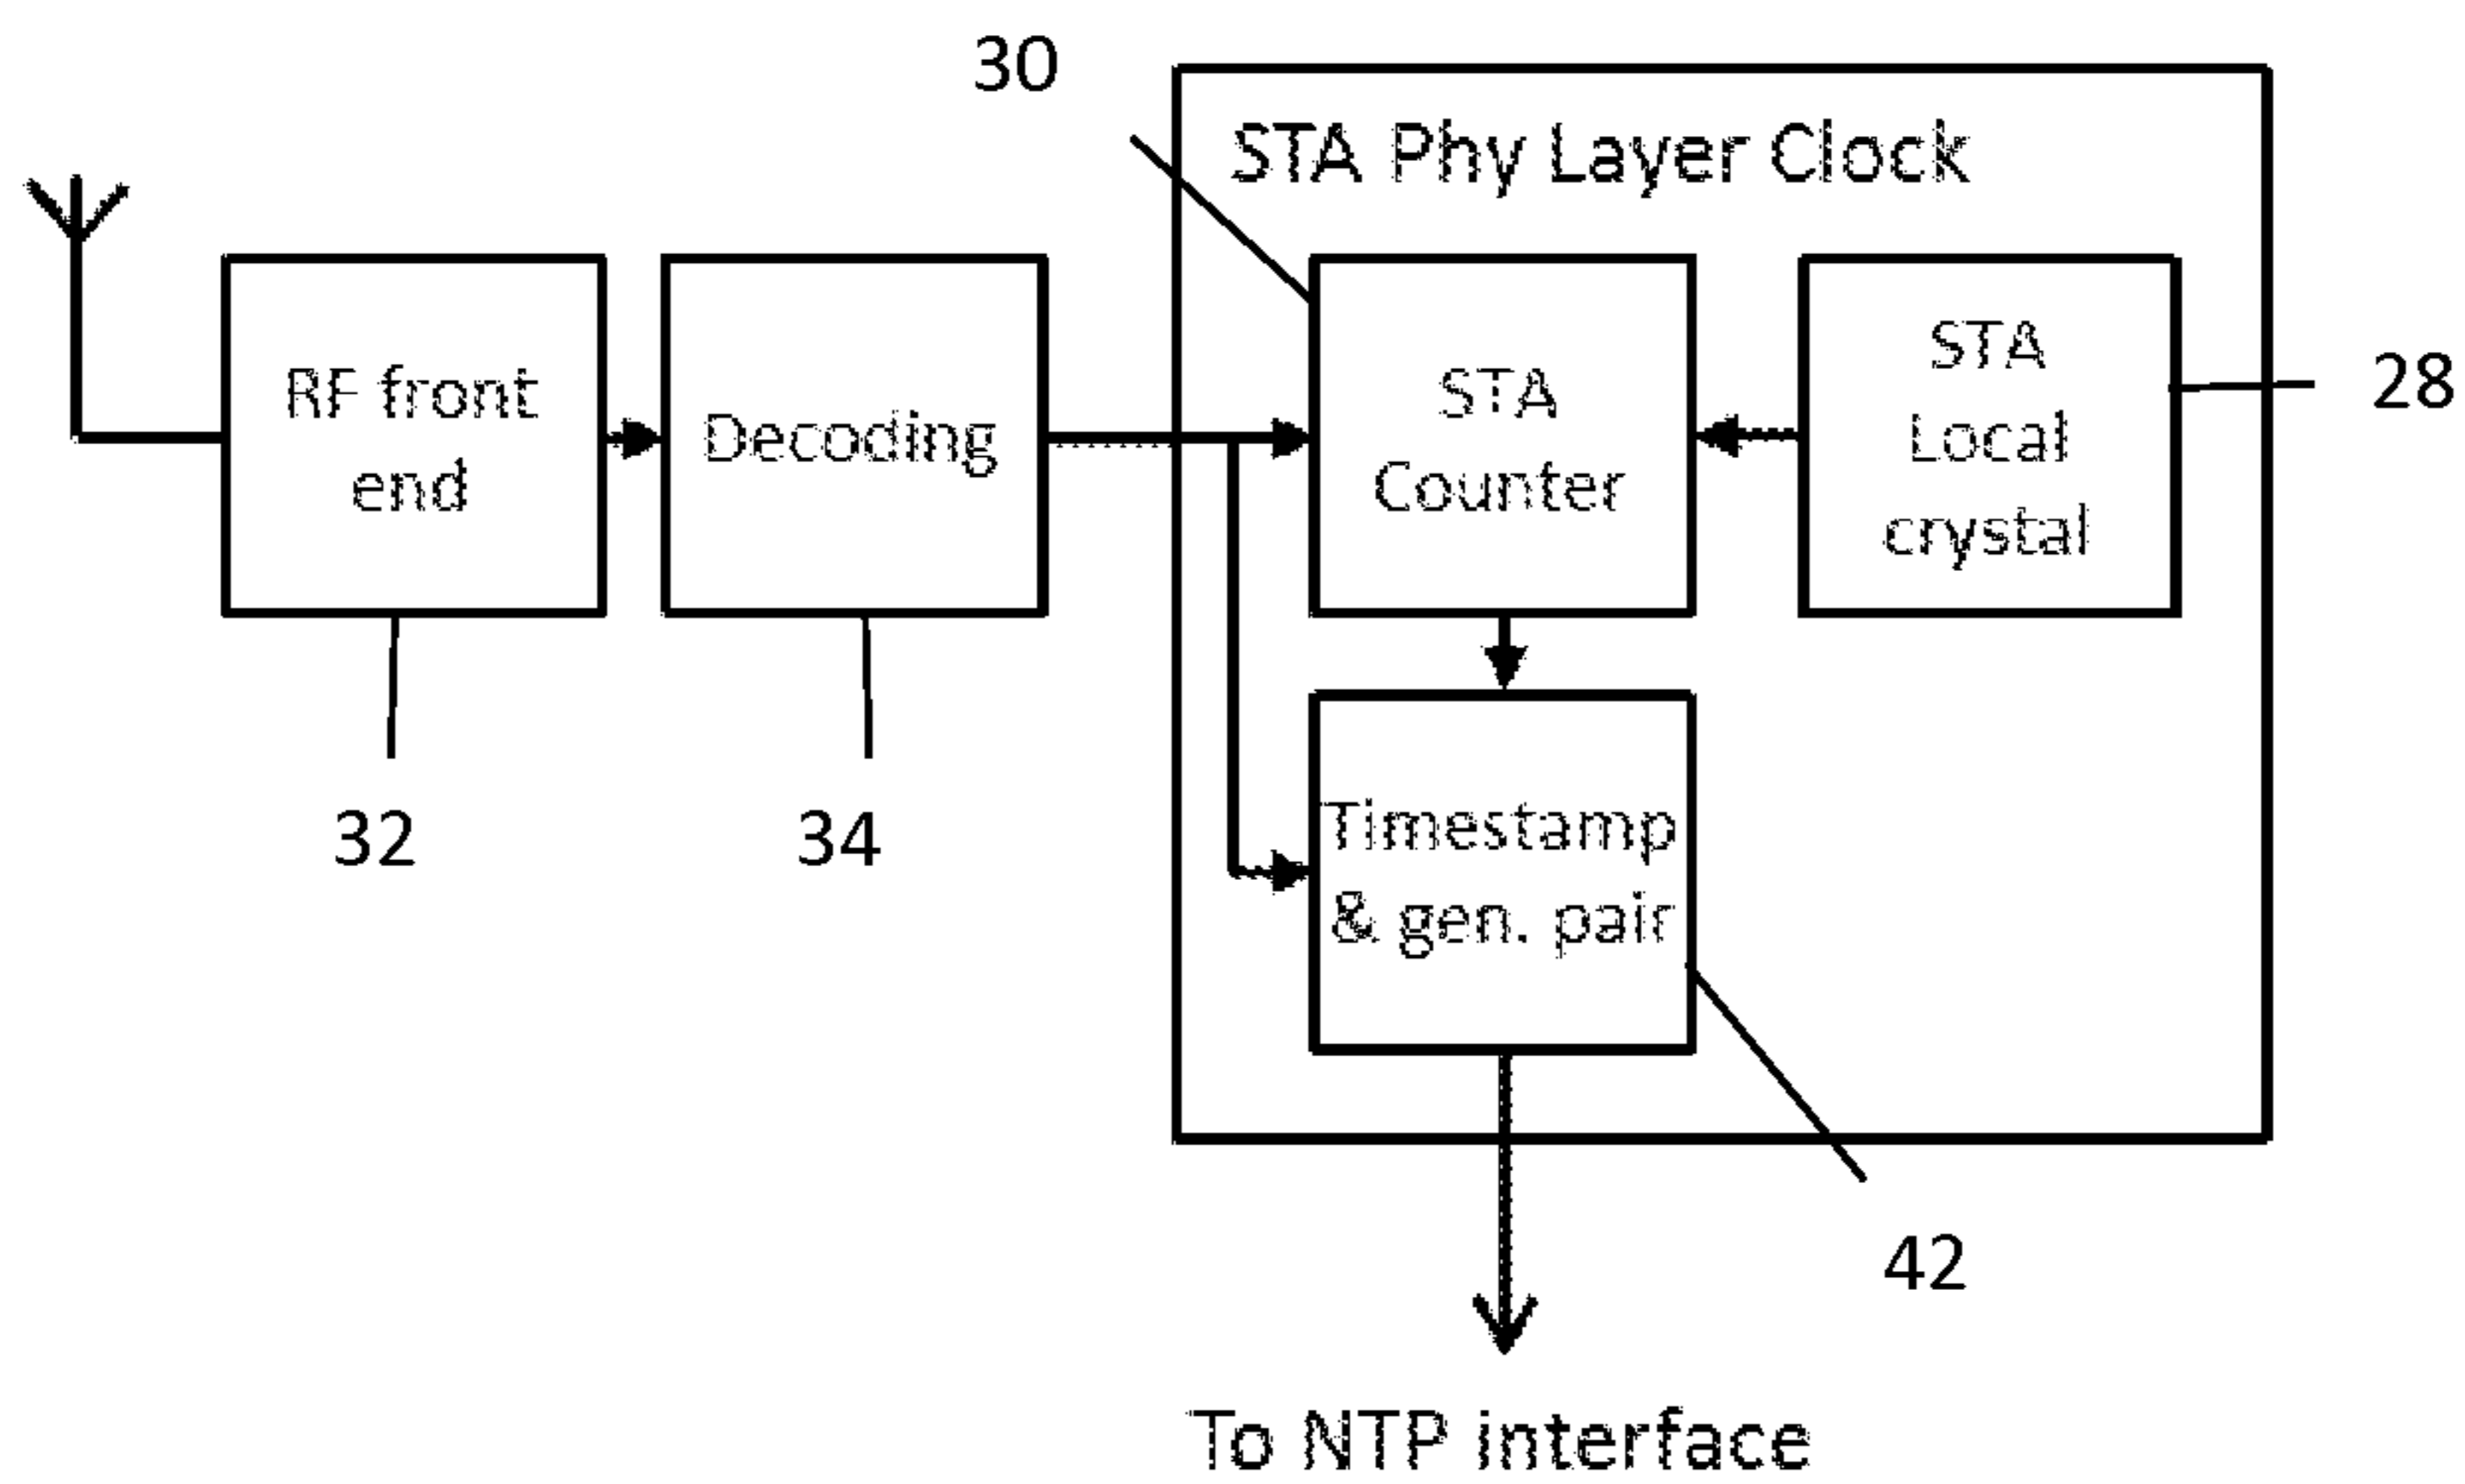 30
STA Phy Layer Clock
RF front
end
Decoding
STA
Counter
STA
Local
crystal
28
32
34
Timestamp
& gen. pair
42
To NTP interface